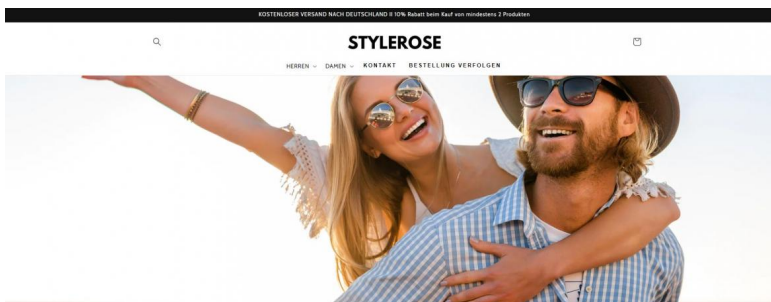 KOSTENLOSER VERSAND NACH DEUTSCHLAND II 10% Rabatt beim Kauf von mindestens 2 Produkten
STYLEROSE
HERREN DAMEN KONTAKT BESTELLUNG VERFOLGEN